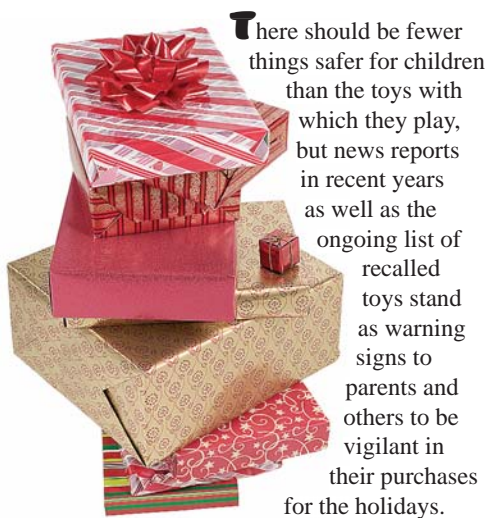 There should be fewer
things safer for children
than the toys with
which they play,
but news reports
in recent years
as well as the
ongoing list of
recalled
toys stand
as warning
signs to
parents and
others to be
vigilant in
their purchases
for the holidays.